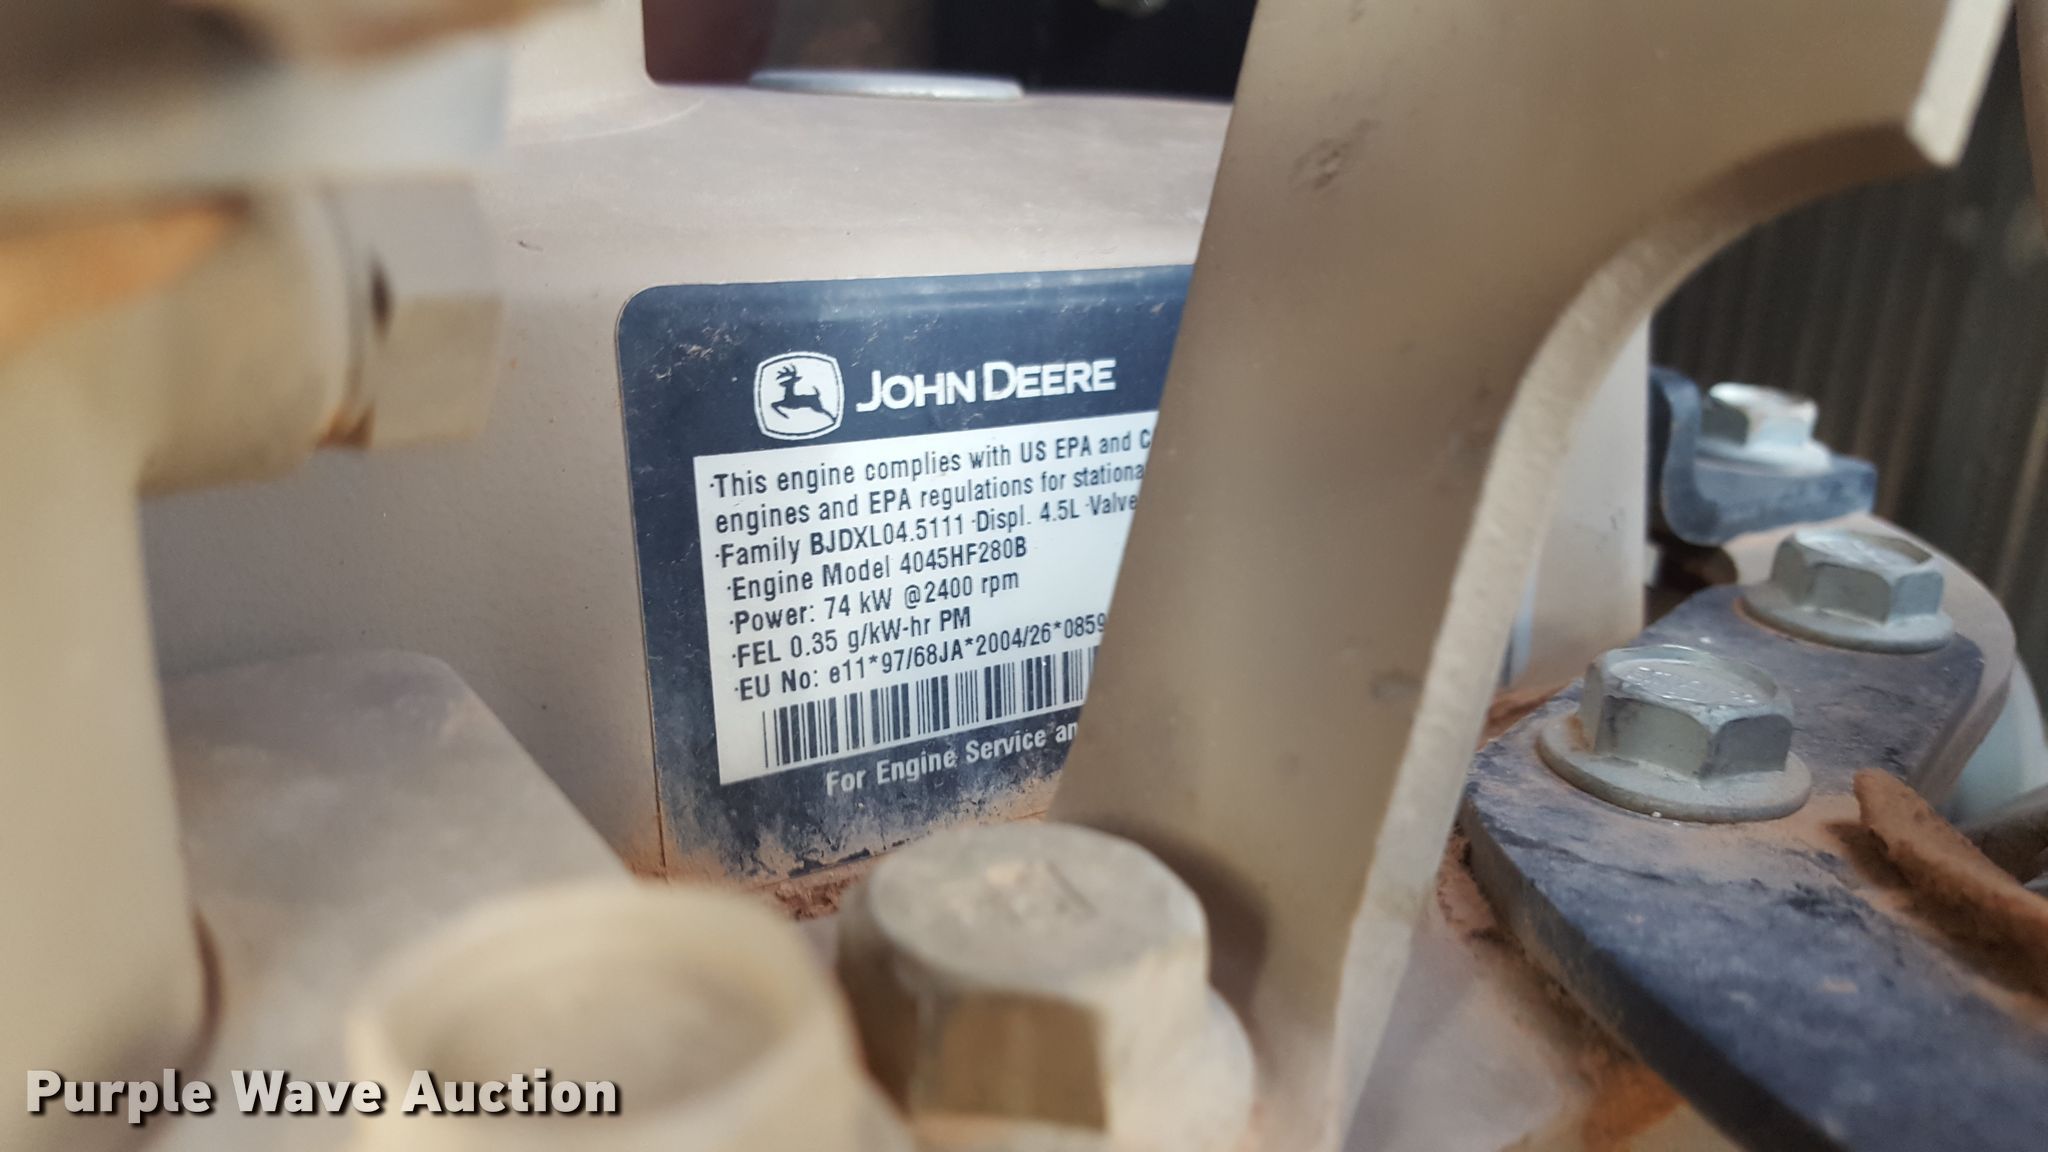 JOHN DEERE
·This engine complies with US EPA and
engines and EPA regulations for
·Family BJDXL04.5111 ·Displ. 4.5L ·Valve
·Engine Model 4045HF280B
·Power: 74 kW @2400 rpm
·FEL 0.35 g/kW-hr PM
·EU No: e11*97/68JA*2004/26*0859
For Engine Service
Purple Wave Auction